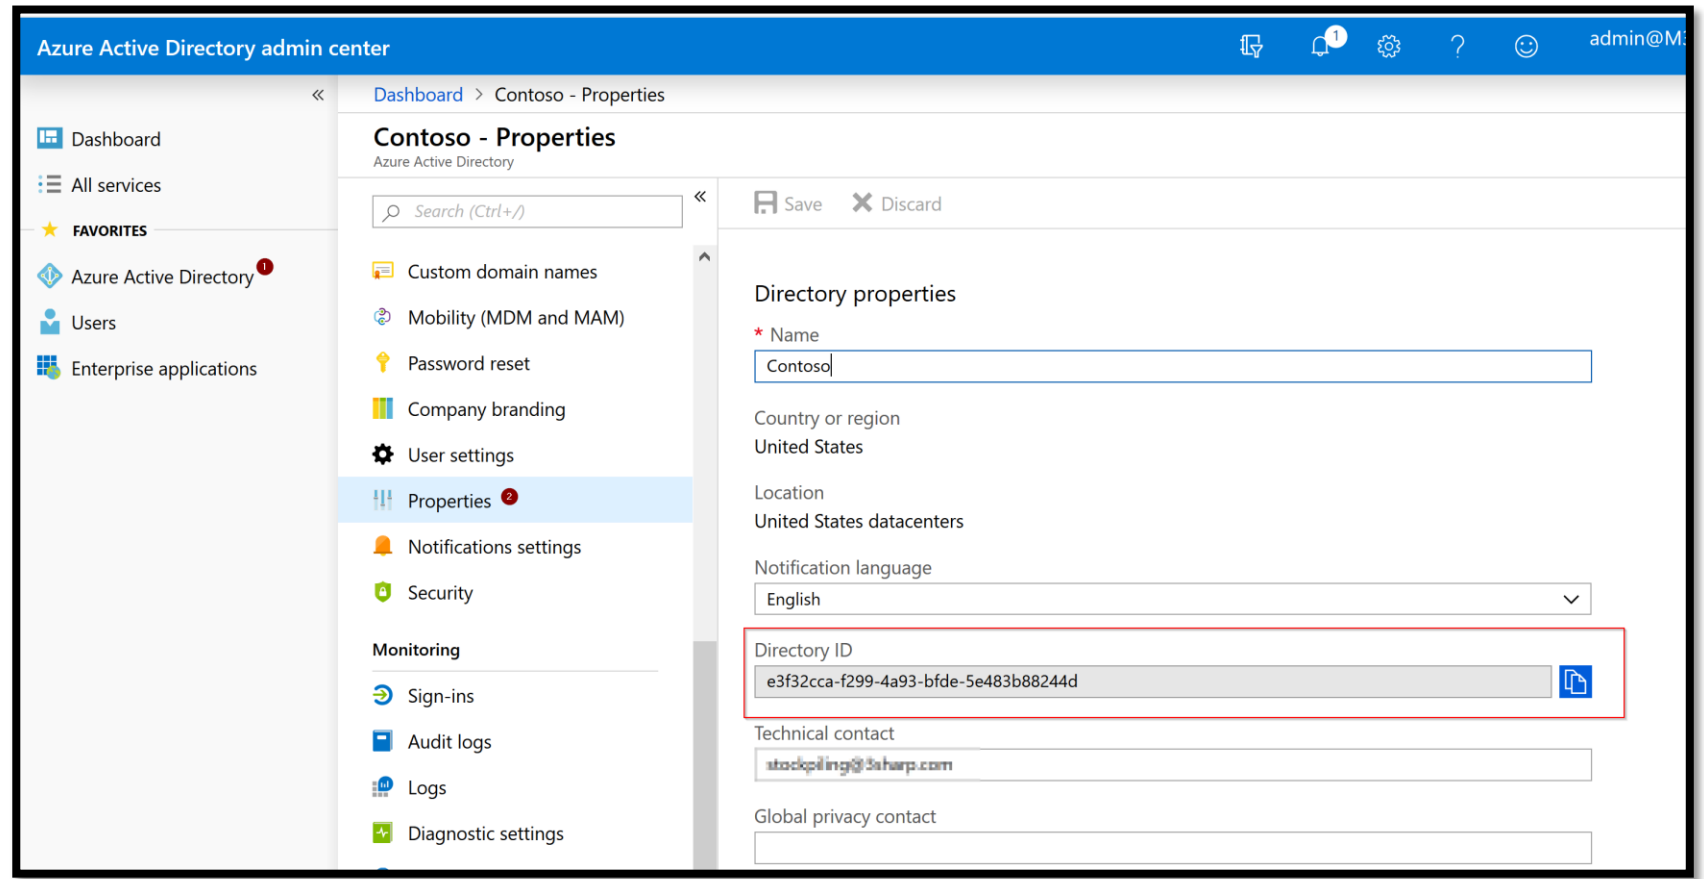 Azure Active Directory admin center
1
admin@M3
Dashboard
All services
FAVORITES
Azure Active Directory 1
Users
Enterprise applications
Dashboard > Contoso - Properties
Contoso - Properties
Azure Active Directory
Search (Ctrl+/)
Custom domain names
Mobility (MDM and MAM)
Password reset
Company branding
User settings
Properties 2
Notifications settings
Security
Monitoring
Sign-ins
Audit logs
Logs
Diagnostic settings
Save Discard
Directory properties
* Name
Contoso
Country or region
United States
Location
United States datacenters
Notification language
English
Directory ID
e3f32cca-f299-4a93-bfde-5e483b88244d
Technical contact
Global privacy contact